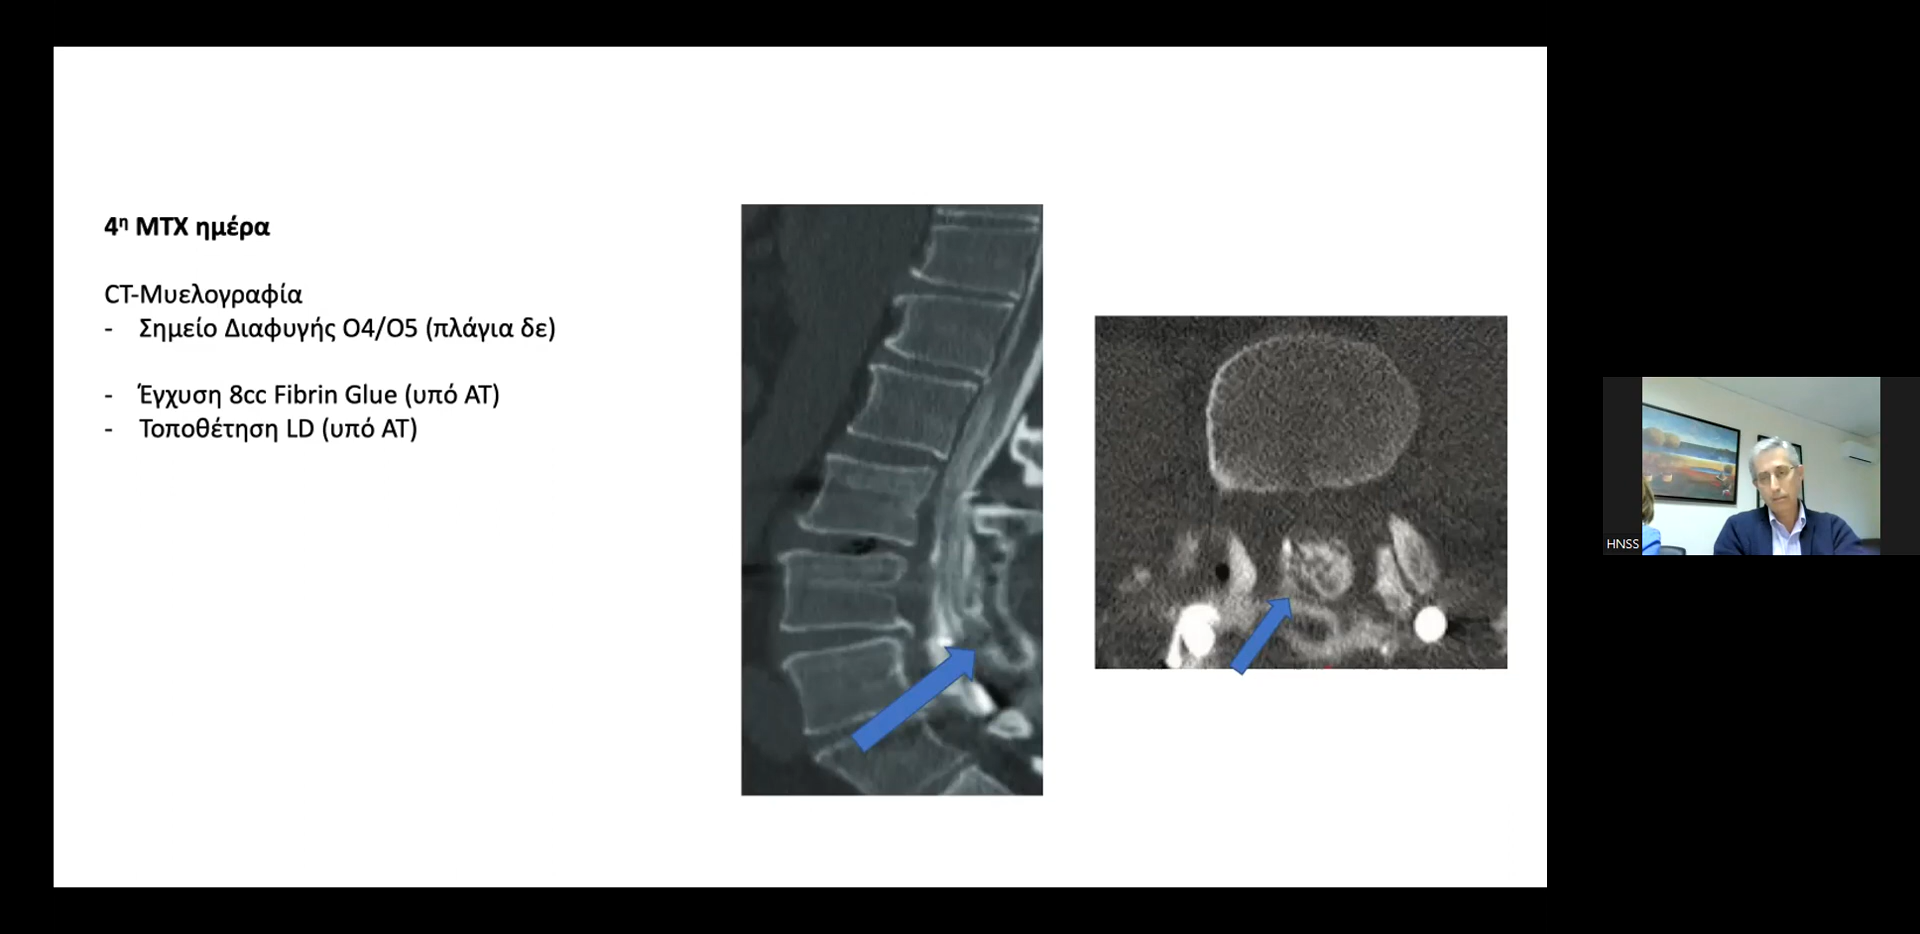 4η ΜΤΧ ημέρα
CT-Μυελογραφία
- Σημείο Διαφυγής Ο4/Ο5 (πλάγια δε)
- Έγχυση 8cc Fibrin Glue (υπό ΑΤ)
- Τοποθέτηση LD (υπό ΑΤ)
HNSS